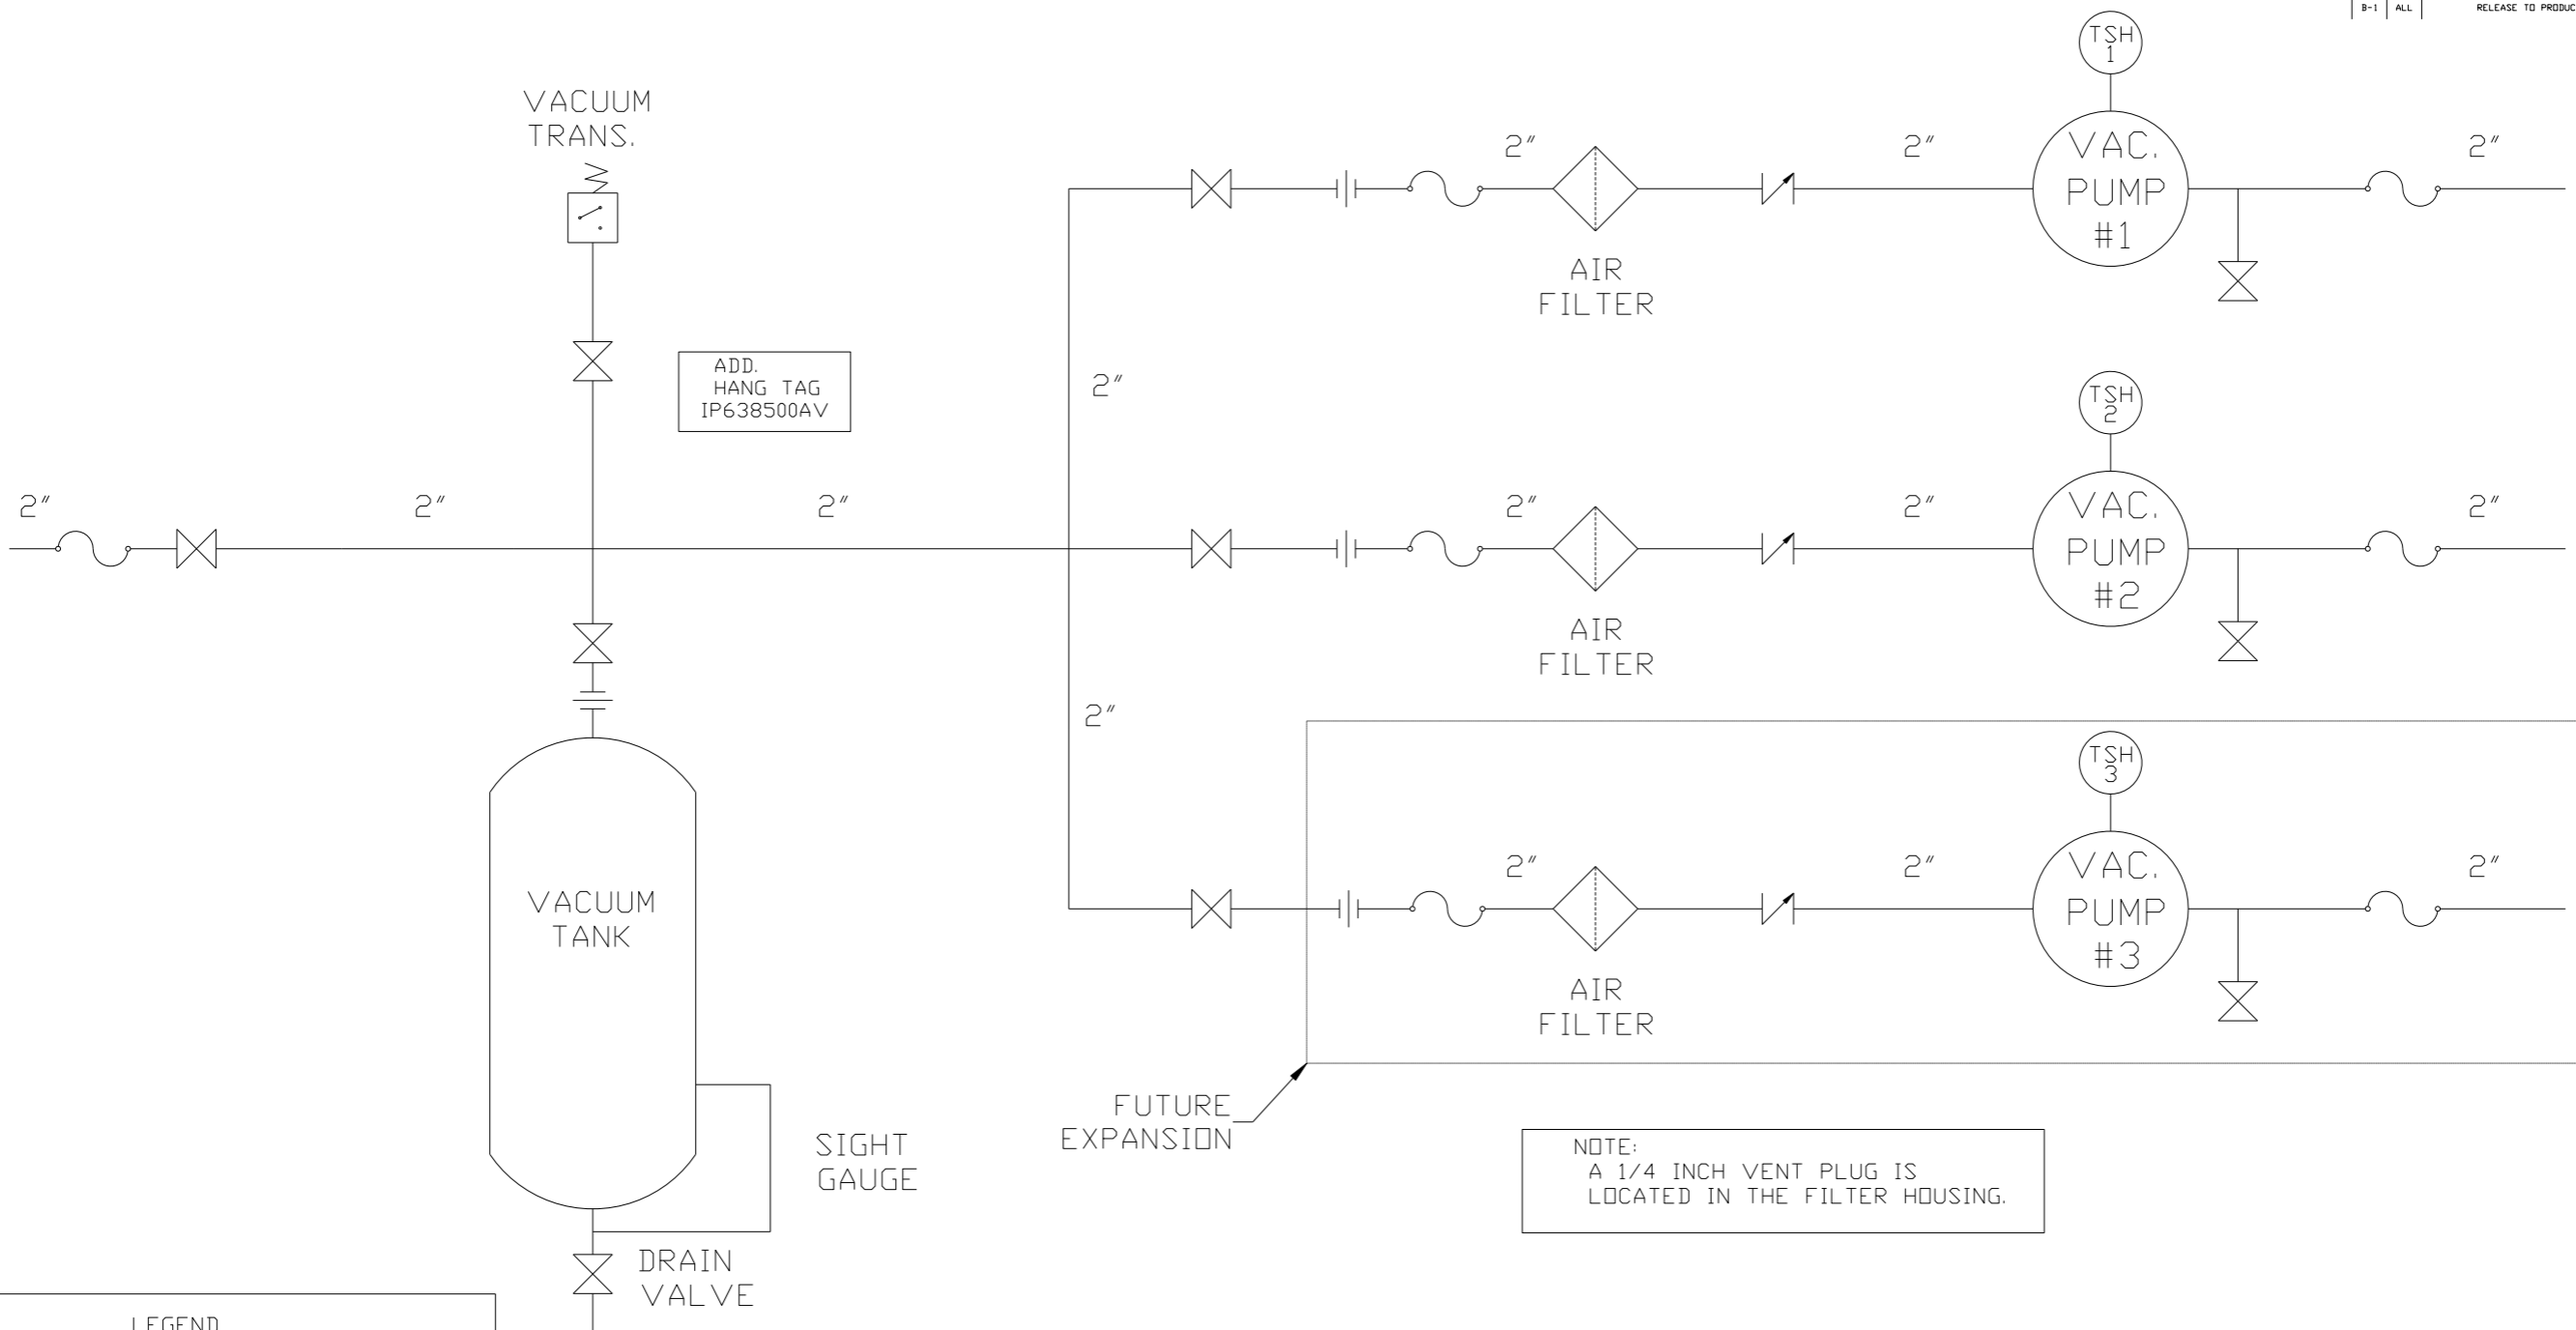 B-1 ALL RELEASE TO PRODUC
TSH
1
VACUUM
TRANS.
2"
2"
2"
VAC.
PUMP
#1
AIR
FILTER
ADD.
HANG TAG
IP638500AV
2"
TSH
2
2"
2"
2"
2"
2"
2"
VAC.
PUMP
#2
AIR
FILTER
2"
TSH
3
2"
2"
2"
VAC.
PUMP
#3
VACUUM
TANK
AIR
FILTER
FUTURE
EXPANSION
SIGHT
GAUGE
NOTE:
A 1/4 INCH VENT PLUG IS
LOCATED IN THE FILTER HOUSING.
DRAIN
VALVE
LEGEND